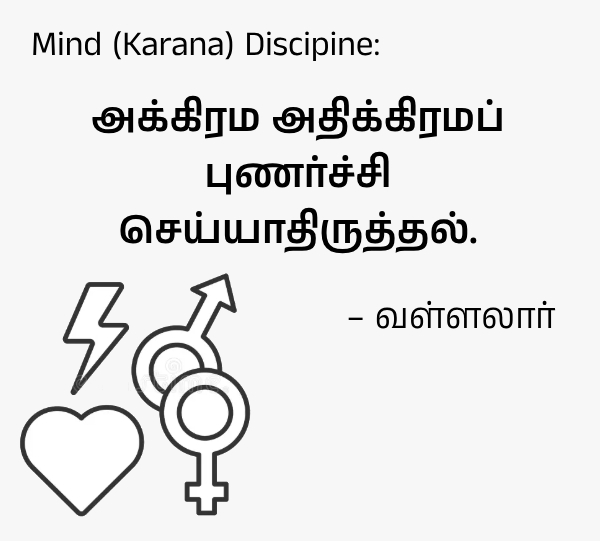 Mind (Karana) Discipine:
அக்கிரம அதிக்கிரமப்
புணர்ச்சி
செய்யாதிருத்தல்.
– வள்ளலார்